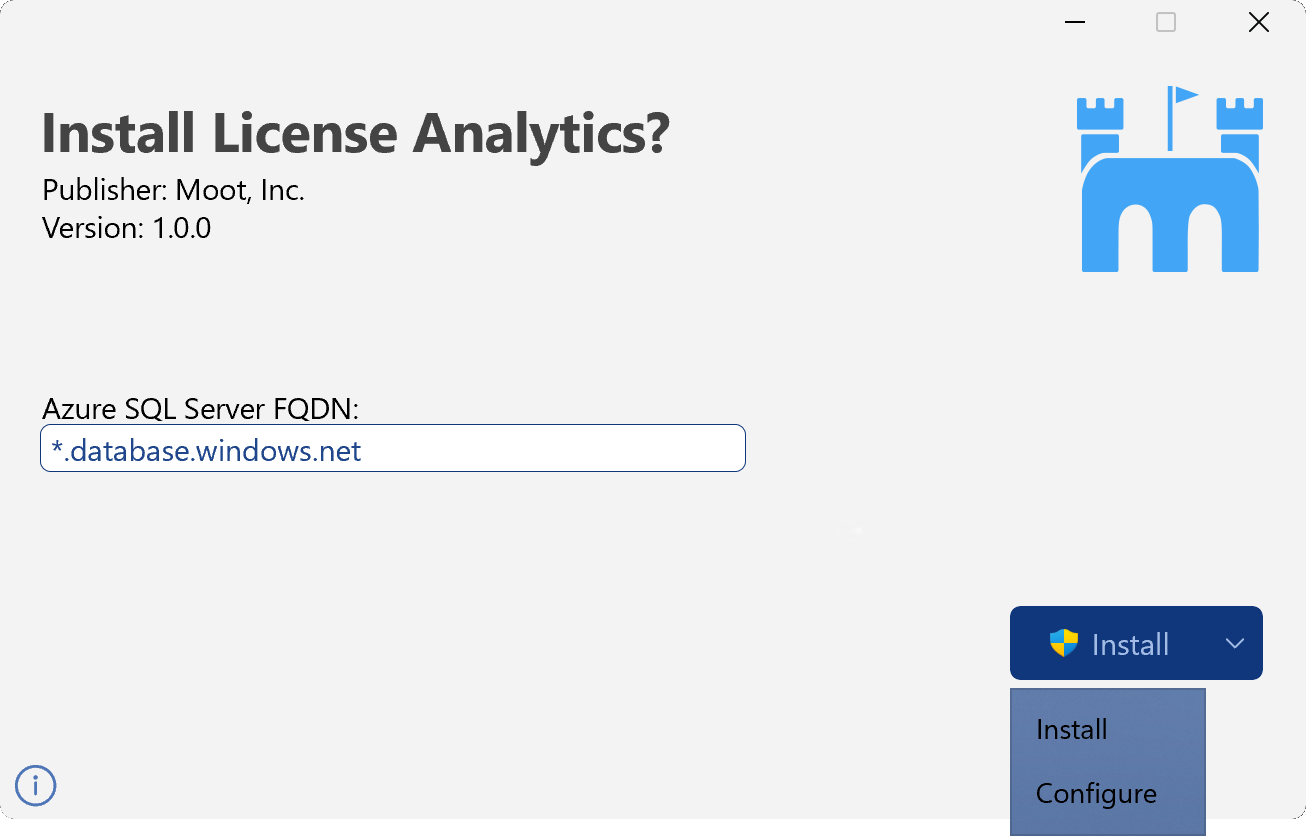 Install License Analytics?
Publisher: Moot, Inc.
Version: 1.0.0
Azure SQL Server FQDN:
*.database.windows.net
Install
Install
Configure